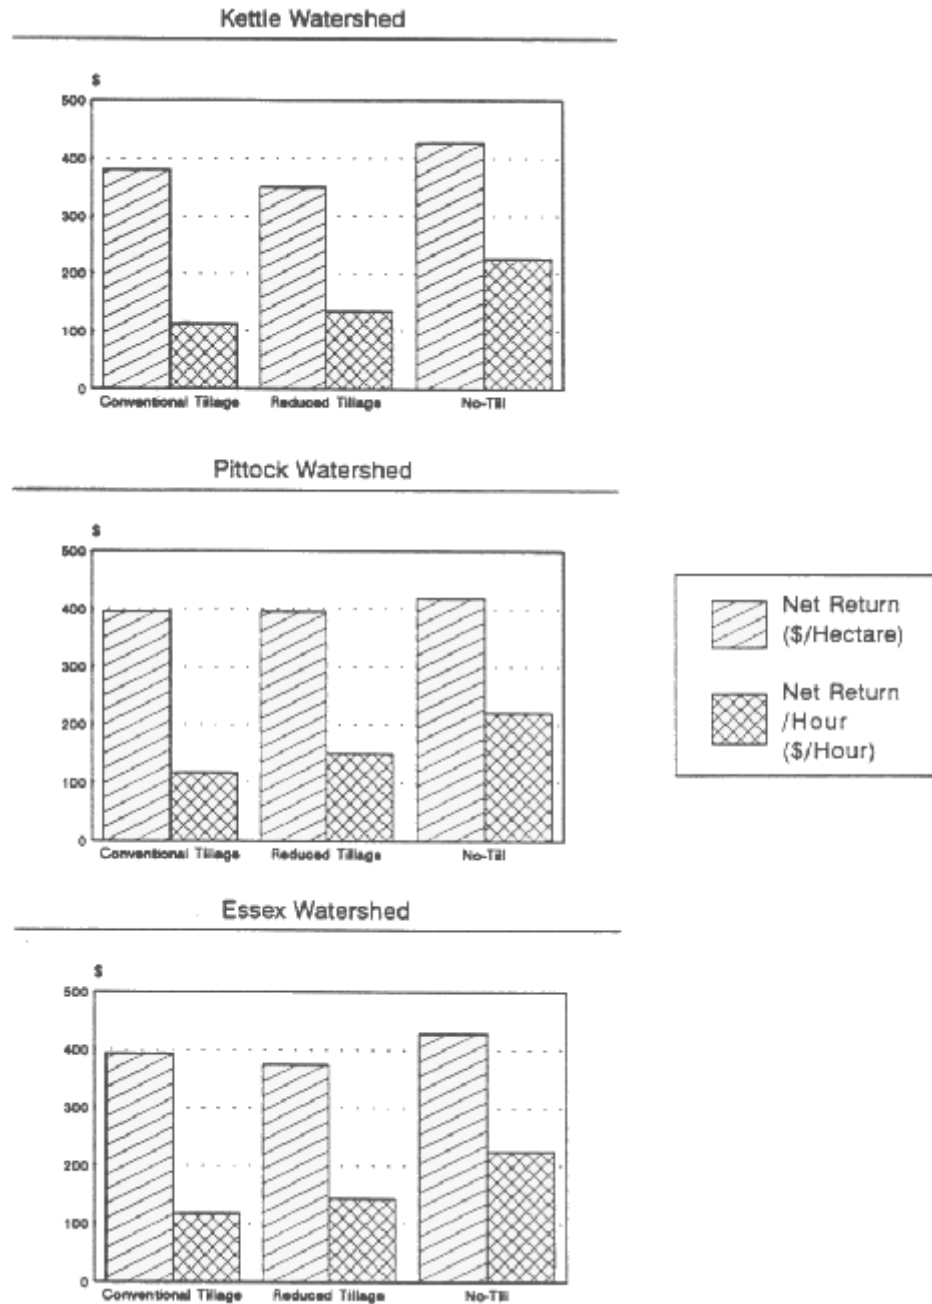 Kettle Watershed
$
500
400
300
200
100
0
Conventional Tillage Reduced Tillage No-Till
Pittock Watershed
$
500
400
300
200
100
0
Conventional Tillage Reduced Tillage No-Till
Net Return
($/Hectare)
Net Return
/Hour
($/Hour)
Essex Watershed
$
500
400
300
200
100
0
Conventional Tillage Reduced Tillage No-Till